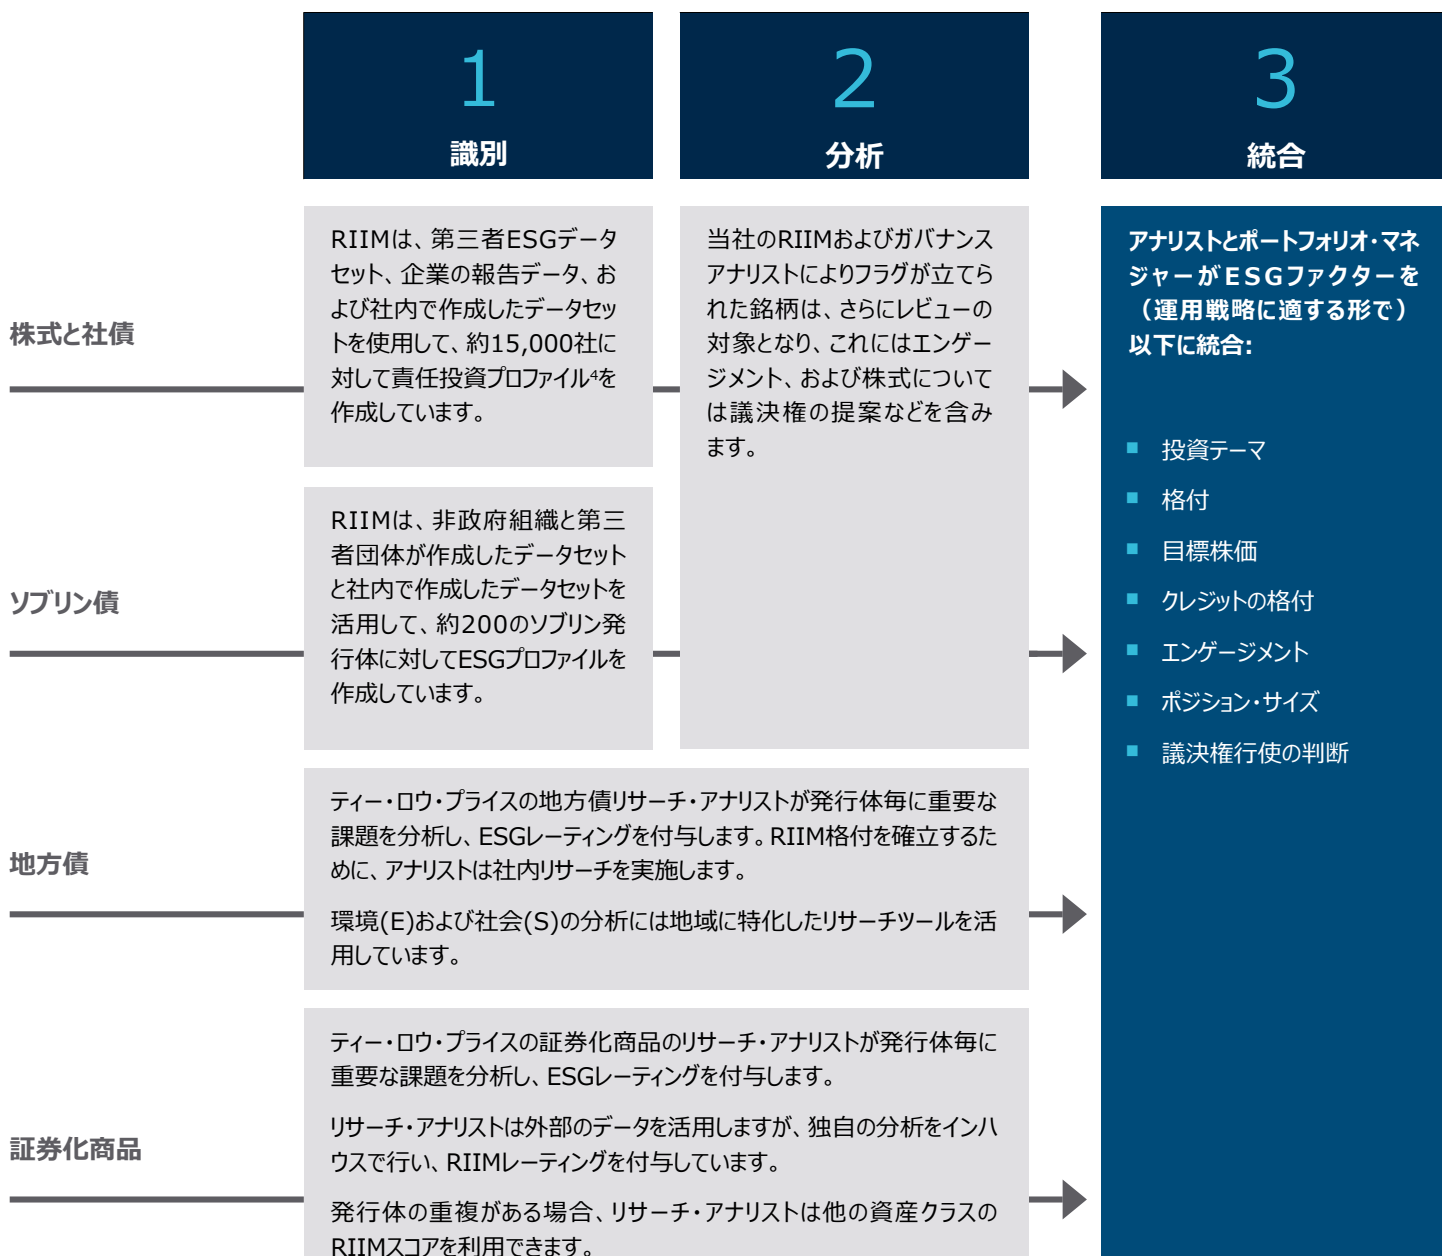 1
識別
2
分析
3
統合
株式と社債
RIIMは、第三者ESGデータ
セット、企業の報告データ、お
よび社内で作成したデータセッ
トを使用して、約15,000社に
対して責任投資プロファイル4を
作成しています。
当社のRIIMおよびガバナンス
アナリストによりフラグが立てら
れた銘柄は、さらにレビューの
対象となり、これにはエンゲー
ジメント、および株式について
は議決権の提案などを含み
ます。
ソブリン債
RIIMは、非政府組織と第三
者団体が作成したデータセット
と社内で作成したデータセットを
活用して、約200のソブリン発
行体に対してESGプロファイルを
作成しています。
地方債
ティー・ロウ・プライスの地方債リサーチ・アナリストが発行体毎に重要な
課題を分析し、ESGレーティングを付与します。RIIM格付を確立するた
めに、アナリストは社内リサーチを実施します。
環境(E)および社会(S)の分析には地域に特化したリサーチツールを活
用しています。
証券化商品
ティー・ロウ・プライスの証券化商品のリサーチ・アナリストが発行体毎に
重要な課題を分析し、ESGレーティングを付与します。
リサーチ・アナリストは外部のデータを活用しますが、独自の分析をインハ
ウスで行い、RIIMレーティングを付与しています。
発行体の重複がある場合、リサーチ・アナリストは他の資産クラスの
RIIMスコアを利用できます。
アナリストとポートフォリオ・マネ
ジャーがESGファクターを
（運用戦略に適する形で）
以下に統合:
■ 投資テーマ
■ 格付
■ 目標株価
■ クレジットの格付
■ エンゲージメント
■ ポジション・サイズ
■ 議決権行使の判断